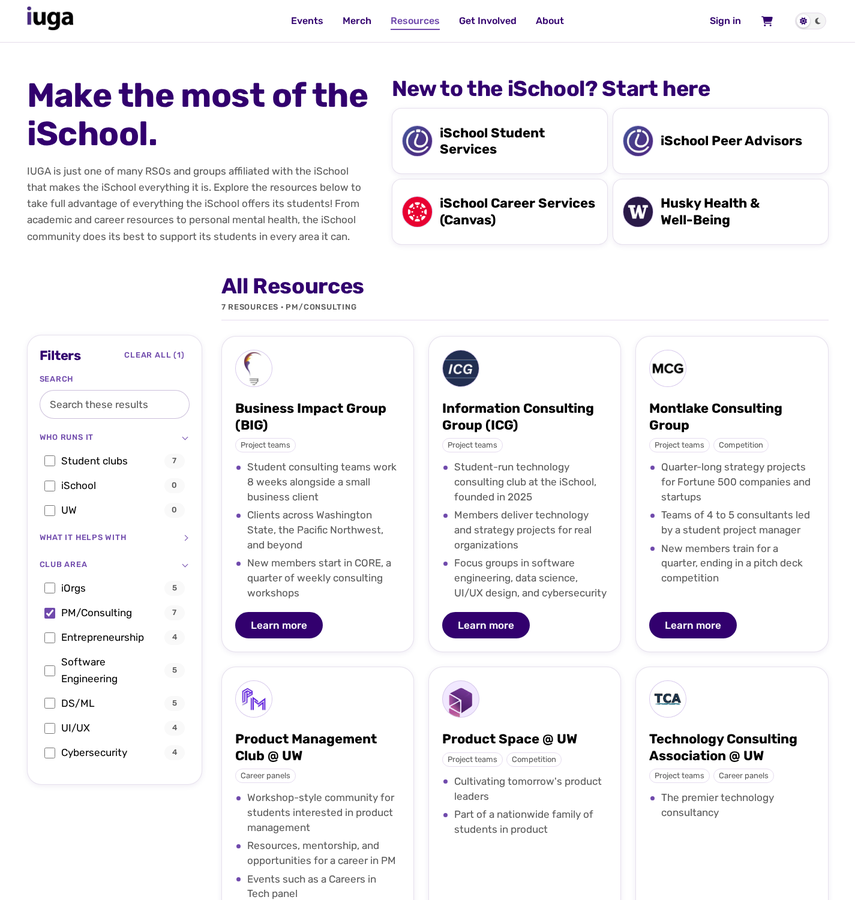 iuga
Events
Merch
Resources
Get Involved
About
Sign in
Make the most of the
iSchool.
IUGA is just one of many RSOs and groups affiliated with the iSchool
that makes the iSchool everything it is. Explore the resources below to
take full advantage of everything the iSchool offers its students! From
academic and career resources to personal mental health, the iSchool
community does its best to support its students in every area it can.
New to the iSchool? Start here
iSchool Student
Services
iSchool Peer Advisors
iSchool Career Services
(Canvas)
W
Husky Health &
Well-Being
All Resources
7 RESOURCES • PM/CONSULTING
Filters
CLEAR ALL (1)
SEARCH
Search these results
WHO RUNS IT
Student clubs 7
iSchool 0
UW 0
WHAT IT HELPS WITH
CLUB AREA
iOrgs 5
PM/Consulting 7
Entrepreneurship 4
Software
Engineering 5
DS/ML 5
UI/UX 4
Cybersecurity 4
Business Impact Group
(BIG)
Project teams
Student consulting teams work
8 weeks alongside a small
business client
Clients across Washington
State, the Pacific Northwest,
and beyond
New members start in CORE, a
quarter of weekly consulting
workshops
Learn more
ICG
Information Consulting
Group (ICG)
Project teams
Student-run technology
consulting club at the iSchool,
founded in 2025
Members deliver technology
and strategy projects for real
organizations
Focus groups in software
engineering, data science,
UI/UX design, and cybersecurity
Learn more
MCG
Montlake Consulting
Group
Project teams
Competition
Quarter-long strategy projects
for Fortune 500 companies and
startups
Teams of 4 to 5 consultants led
by a student project manager
New members train for a
quarter, ending in a pitch deck
competition
Learn more
PM
Product Management
Club @ UW
Career panels
Workshop-style community for
students interested in product
management
Resources, mentorship, and
opportunities for a career in PM
Events such as a Careers in
Tech panel
Product Space @ UW
Project teams
Competition
Cultivating tomorrow's product
leaders
Part of a nationwide family of
students in product
TCA
Technology Consulting
Association @ UW
Project teams
Career panels
The premier technology
consultancy